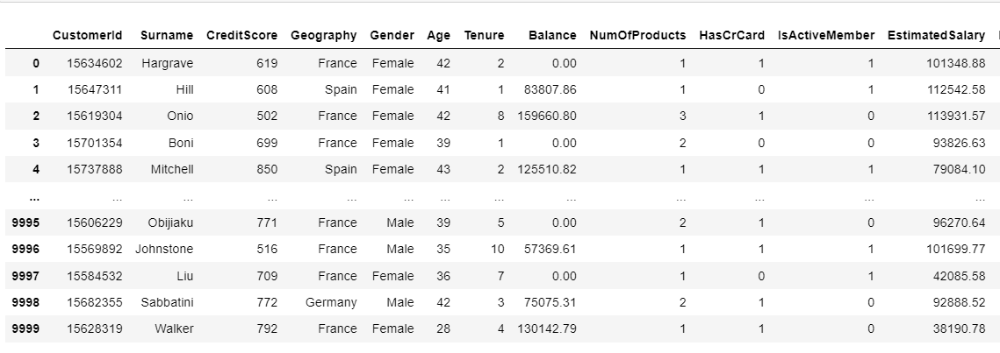 CustomerId Surname CreditScore Geography Gender Age Tenure Balance NumOfProducts HasCrCard IsActiveMember EstimatedSalary
0 15634602 Hargrave 619 France Female 42 2 0.00 1 1 1 101348.88
1 15647311 Hill 608 Spain Female 41 1 83807.86 1 0 1 112542.58
2 15619304 Onio 502 France Female 42 8 159660.80 3 1 0 113931.57
3 15701354 Boni 699 France Female 39 1 0.00 2 0 0 93826.63
4 15737888 Mitchell 850 Spain Female 43 2 125510.82 1 1 1 79084.10
... ... ... ... ... ... ... ... ... ... ... ... ...
9995 15606229 Obijiaku 771 France Male 39 5 0.00 2 1 0 96270.64
9996 15569892 Johnstone 516 France Male 35 10 57369.61 1 1 1 101699.77
9997 15584532 Liu 709 France Female 36 7 0.00 1 0 1 42085.58
9998 15682355 Sabbatini 772 Germany Male 42 3 75075.31 2 1 0 92888.52
9999 15628319 Walker 792 France Female 28 4 130142.79 1 1 0 38190.78